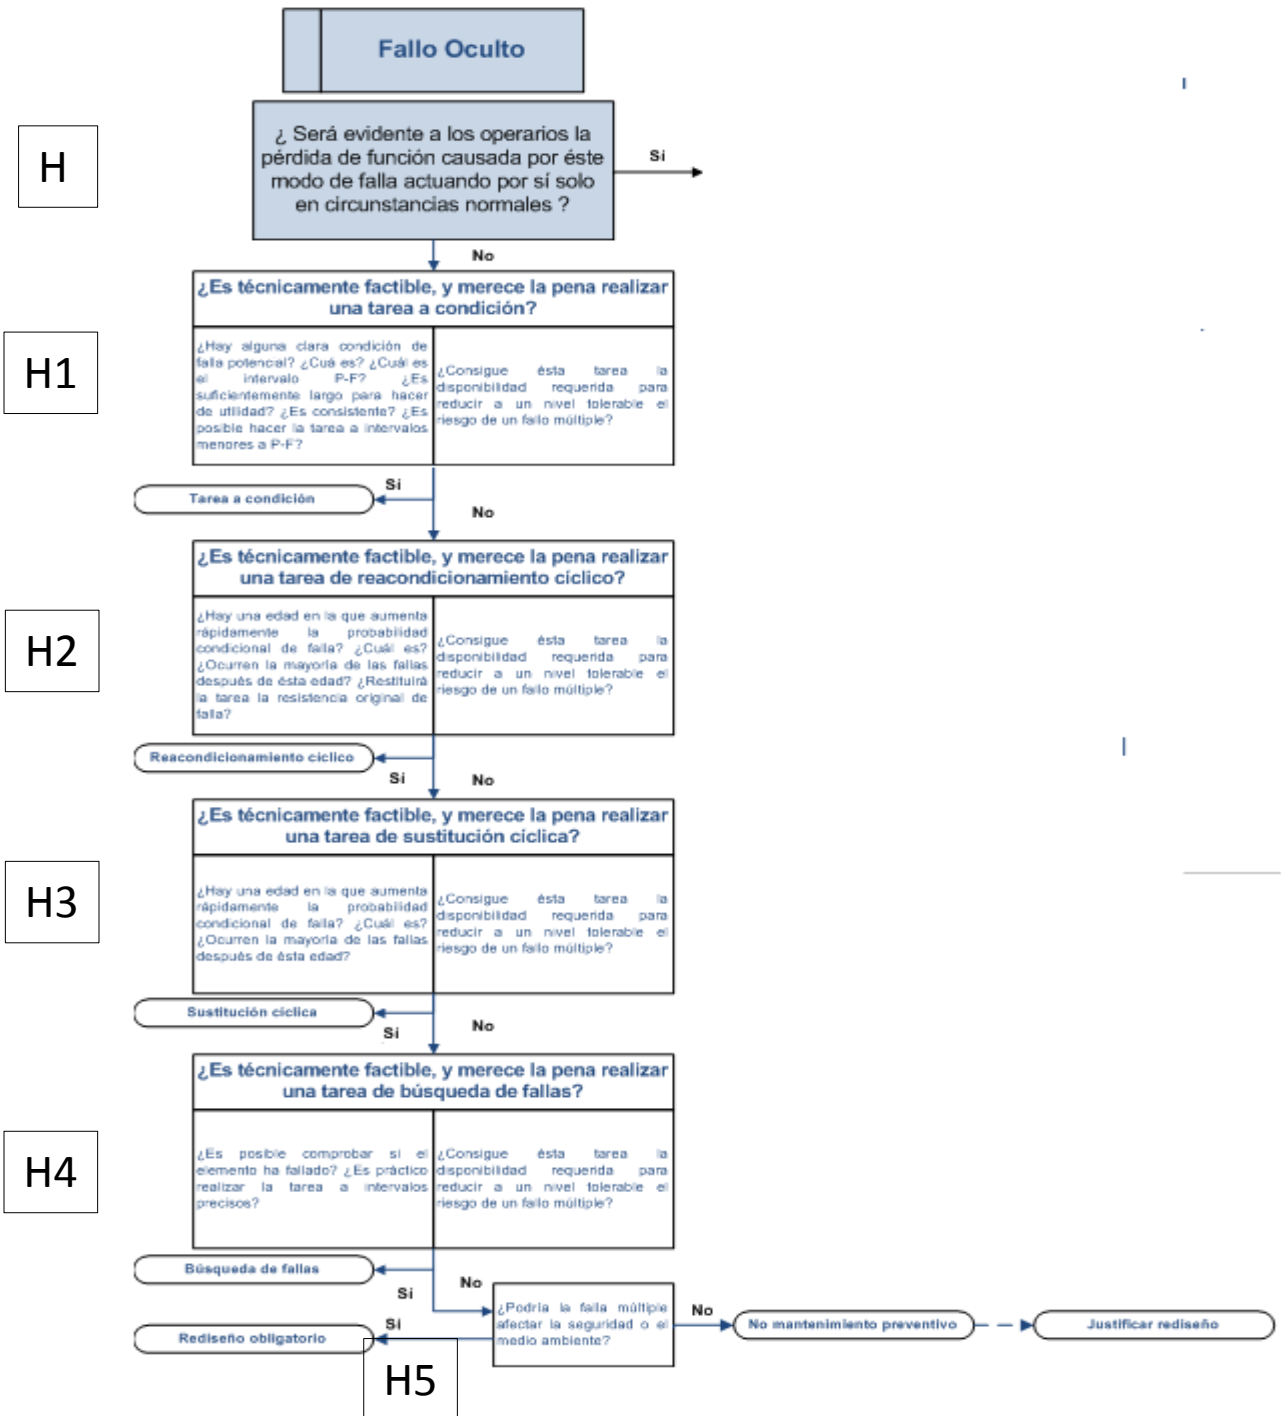 Fallo Oculto
H
¿ Será evidente a los operarios la
pérdida de función causada por éste
modo de falla actuando por sí solo
en circunstancias normales ?
Si
No
H1
¿Es técnicamente factible, y merece la pena realizar
una tarea a condición?
¿Hay alguna clara condición de
falla potencial? ¿Cuá es? ¿Cuál es
el intervalo P-F? ¿Es
suficientemente largo para hacer
de utilidad? ¿Es consistente? ¿Es
posible hacer la tarea a intervalos
menores a P-F?
¿Consigue ésta tarea la
disponibilidad requerida para
reducir a un nivel tolerable el
riesgo de un fallo múltiple?
Si
Tarea a condición
No
H2
¿Es técnicamente factible, y merece la pena realizar
una tarea de reacondicionamiento cíclico?
¿Hay una edad en la que aumenta
rápidamente la probabilidad
condicional de falla? ¿Cuál es?
¿Ocurren la mayoría de las fallas
después de ésta edad? ¿Restituirá
la tarea la resistencia original de
falla?
¿Consigue ésta tarea la
disponibilidad requerida para
reducir a un nivel tolerable el
riesgo de un fallo múltiple?
Reacondicionamiento cíclico
Si
No
H3
¿Es técnicamente factible, y merece la pena realizar
una tarea de sustitución cíclica?
¿Hay una edad en la que aumenta
rápidamente la probabilidad
condicional de falla? ¿Cuál es?
¿Ocurren la mayoría de las fallas
después de ésta edad?
¿Consigue ésta tarea la
disponibilidad requerida para
reducir a un nivel tolerable el
riesgo de un fallo múltiple?
Sustitución cíclica
Si
No
H4
¿Es técnicamente factible, y merece la pena realizar
una tarea de búsqueda de fallas?
¿Es posible comprobar si el
elemento ha fallado? ¿Es práctico
realizar la tarea a intervalos
precisos?
¿Consigue ésta tarea la
disponibilidad requerida para
reducir a un nivel tolerable el
riesgo de un fallo múltiple?
Búsqueda de fallas
Si
No
¿Podría la falla múltiple
afectar la seguridad o el
medio ambiente?
Si
Rediseño obligatorio
H5
No
No mantenimiento preventivo
Justificar rediseño